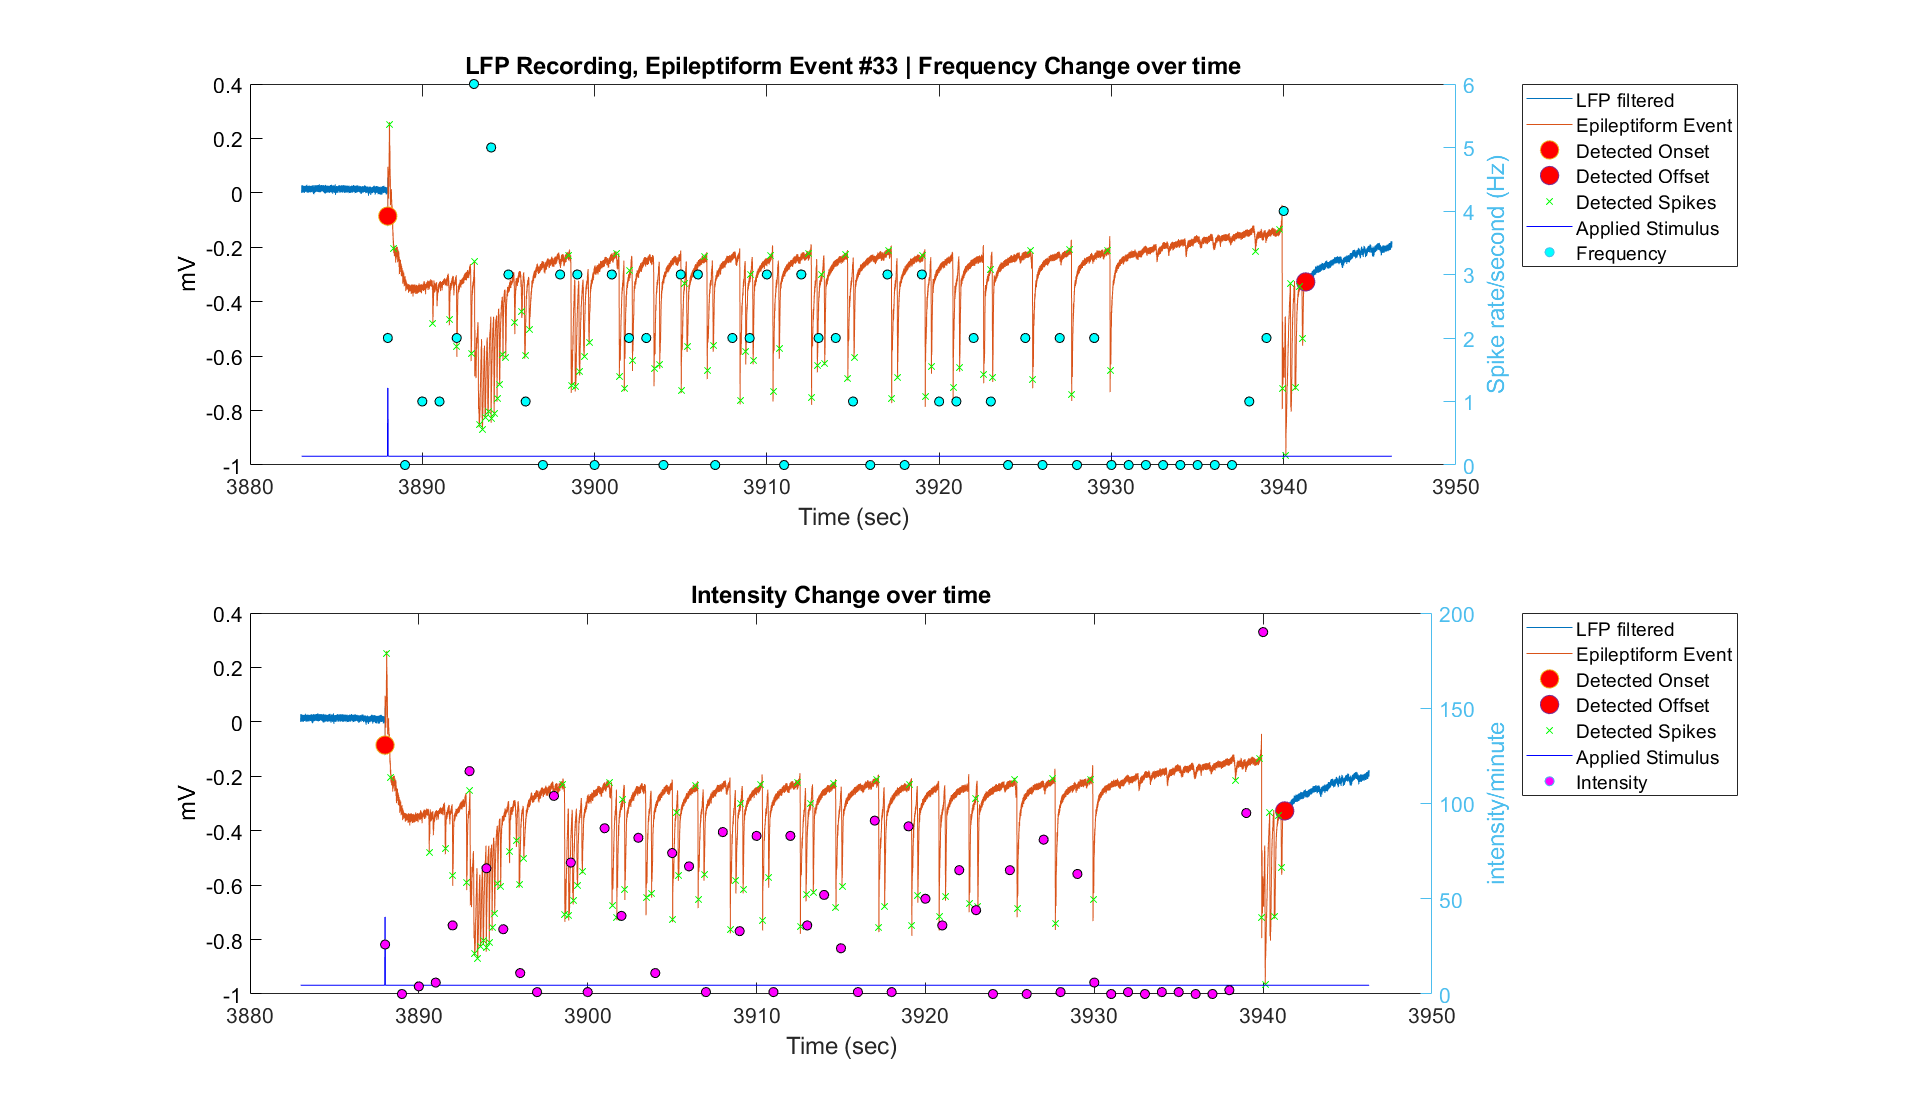 LFP Recording, Epileptiform Event #33 | Frequency Change over time
0.4
0.2
0
-0.2
-0.4
-0.6
-0.8
-1
mV
3880
3890
3900
3910
3920
3930
3940
3950
Time (sec)
6
5
4
3
2
1
0
Spike rate/second (Hz)
LFP filtered
Epileptiform Event
Detected Onset
Detected Offset
Detected Spikes
Applied Stimulus
Frequency
Intensity Change over time
0.4
0.2
0
-0.2
-0.4
-0.6
-0.8
-1
mV
3880
3890
3900
3910
3920
3930
3940
3950
Time (sec)
200
150
100
50
0
intensity/minute
LFP filtered
Epileptiform Event
Detected Onset
Detected Offset
Detected Spikes
Applied Stimulus
Intensity